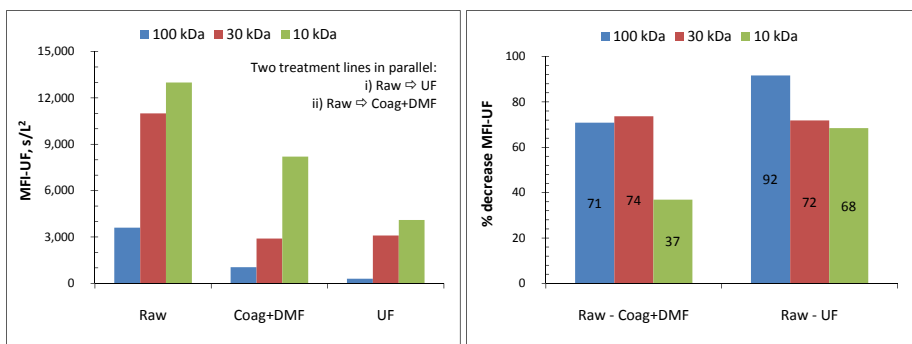 100 kDa 30 kDa 10 kDa
Two treatment lines in parallel:
i) Raw ⇨ UF
ii) Raw ⇨ Coag+DMF
MFI-UF, s/L²
15,000
12,000
9,000
6,000
3,000
0
Raw Coag+DMF UF
100 kDa 30 kDa 10 kDa
% decrease MFI-UF
100
80
60
40
20
0
71 74 37 92 72 68
Raw - Coag+DMF Raw - UF